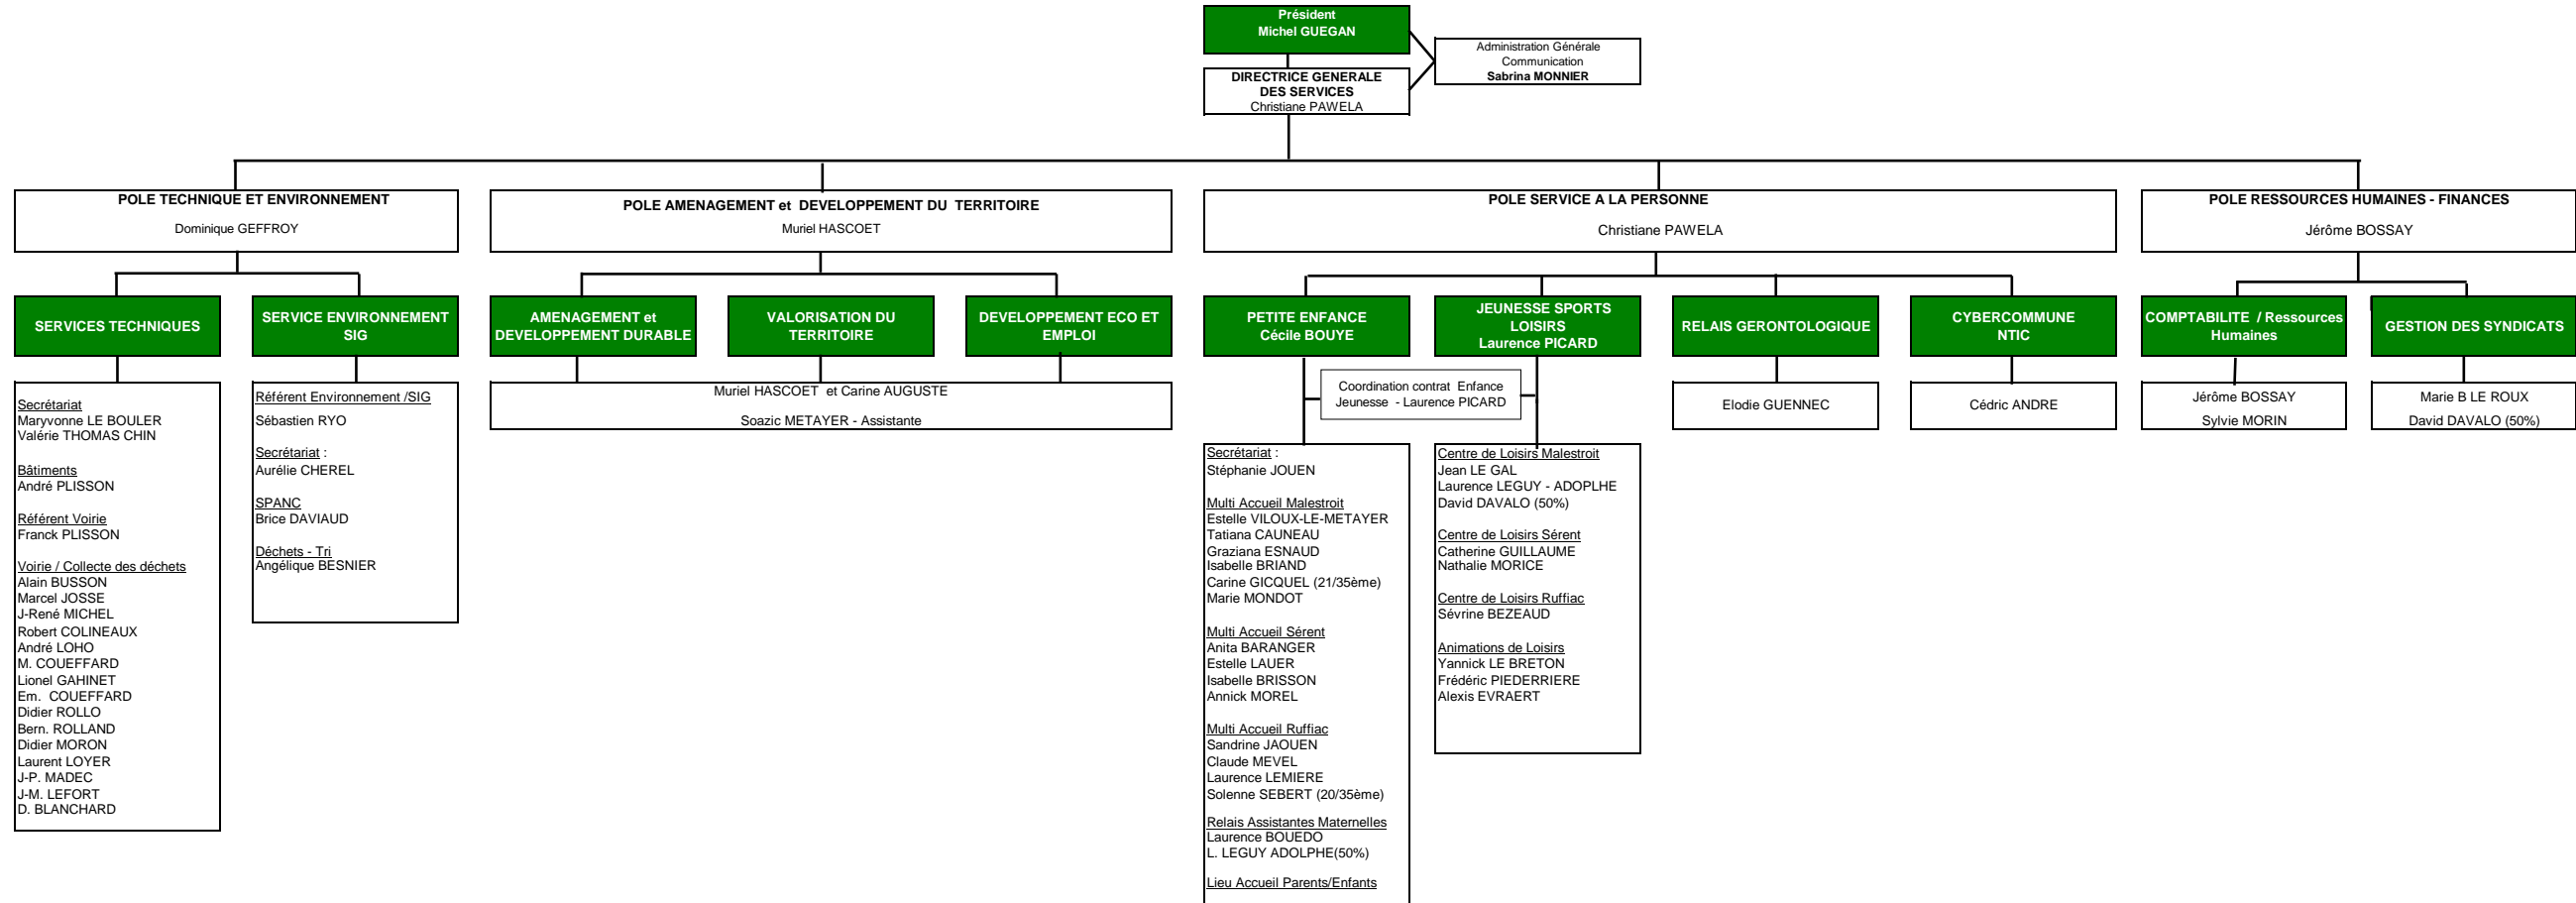 Président
Michel GUEGAN
Administration Générale
Communication
Sabrina MONNIER
DIRECTRICE GENERALE
DES SERVICES
Christiane PAWELA
POLE TECHNIQUE ET ENVIRONNEMENT
Dominique GEFFROY
POLE AMENAGEMENT et DEVELOPPEMENT DU TERRITOIRE
Muriel HASCOET
POLE SERVICE A LA PERSONNE
Christiane PAWELA
POLE RESSOURCES HUMAINES - FINANCES
Jérôme BOSSAY
SERVICES TECHNIQUES
SERVICE ENVIRONNEMENT
SIG
AMENAGEMENT et
DEVELOPPEMENT DURABLE
VALORISATION DU
TERRITOIRE
DEVELOPPEMENT ECO ET
EMPLOI
PETITE ENFANCE
Cécile BOUYE
JEUNESSE SPORTS
LOISIRS
Laurence PICARD
RELAIS GERONTOLOGIQUE
CYBERCOMMUNE
NTIC
COMPTABILITE / Ressources
Humaines
GESTION DES SYNDICATS
Secrétariat
Maryvonne LE BOULER
Valérie THOMAS CHIN
Bâtiments
André PLISSON
Référent Voirie
Franck PLISSON
Voirie / Collecte des déchets
Alain BUSSON
Marcel JOSSE
J-René MICHEL
Robert COLINEAUX
André LOHO
M. COUEFFARD
Lionel GAHINET
Em. COUEFFARD
Didier ROLLO
Bern. ROLLAND
Didier MORON
Laurent LOYER
J-P. MADEC
J-M. LEFORT
D. BLANCHARD
Référent Environnement /SIG
Sébastien RYO
Secrétariat :
Aurélie CHEREL
SPANC
Brice DAVIAUD
Déchets - Tri
Angélique BESNIER
Muriel HASCOET et Carine AUGUSTE
Soazic METAYER - Assistante
Coordination contrat Enfance
Jeunesse - Laurence PICARD
Secrétariat :
Stéphanie JOUEN
Multi Accueil Malestroit
Estelle VILOUX-LE-METAYER
Tatiana CAUNEAU
Graziana ESNAUD
Isabelle BRIAND
Carine GICQUEL (21/35ème)
Marie MONDOT
Multi Accueil Sérent
Anita BARANGER
Estelle LAUER
Isabelle BRISSON
Annick MOREL
Multi Accueil Ruffiac
Sandrine JAOUEN
Claude MEVEL
Laurence LEMIERE
Solenne SEBERT (20/35ème)
Relais Assistantes Maternelles
Laurence BOUEDO
L. LEGUY ADOLPHE(50%)
Lieu Accueil Parents/Enfants
Centre de Loisirs Malestroit
Jean LE GAL
Laurence LEGUY - ADOPLHE
David DAVALO (50%)
Centre de Loisirs Sérent
Catherine GUILLAUME
Nathalie MORICE
Centre de Loisirs Ruffiac
Sévrine BEZEAUD
Animations de Loisirs
Yannick LE BRETON
Frédéric PIEDERRIERE
Alexis EVRAERT
Elodie GUENNEC
Cédric ANDRE
Jérôme BOSSAY
Sylvie MORIN
Marie B LE ROUX
David DAVALO (50%)